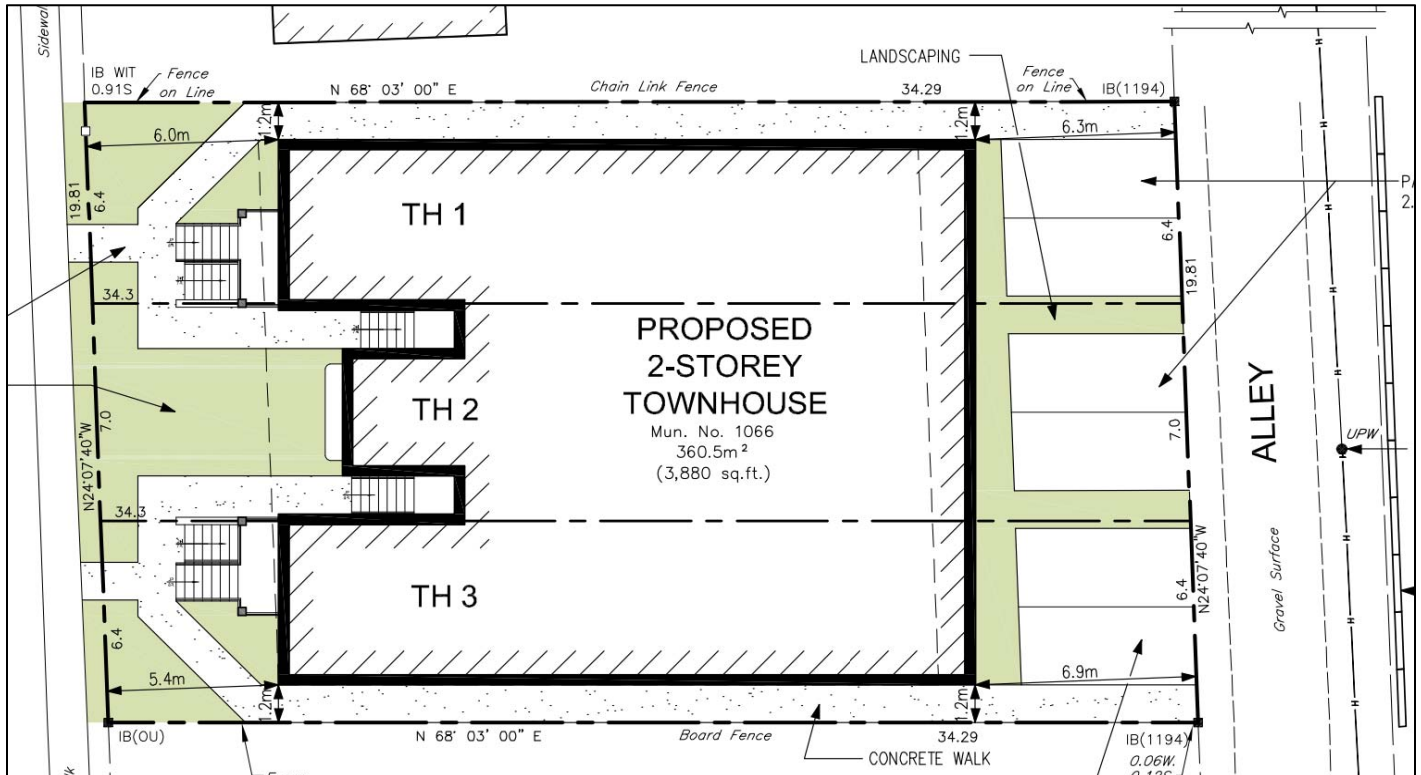 Sidewal
IB WIT
0.91S
Fence
on Line
N 68° 03' 00" E
Chain Link Fence
34.29
LANDSCAPING
Fence
on Line
IB(1194)
6.0m
1.2m
1.2m
6.3m
19.81
6.4
TH 1
P
2.
6.4
19.81
34.3
PROPOSED
2-STOREY
TOWNHOUSE
Mun. No. 1066
360.5m²
(3,880 sq.ft.)
TH 2
7.0
N24°07'40"W
7.0
ALLEY
UPW
34.3
TH 3
6.4
6.4
N24°07'40"W
Gravel Surface
5.4m
1.2m
1.2m
6.9m
IB(OU)
N 68° 03' 00" E
Board Fence
34.29
CONCRETE WALK
IB(1194)
0.06W.
H
H
H
H
H
H
H